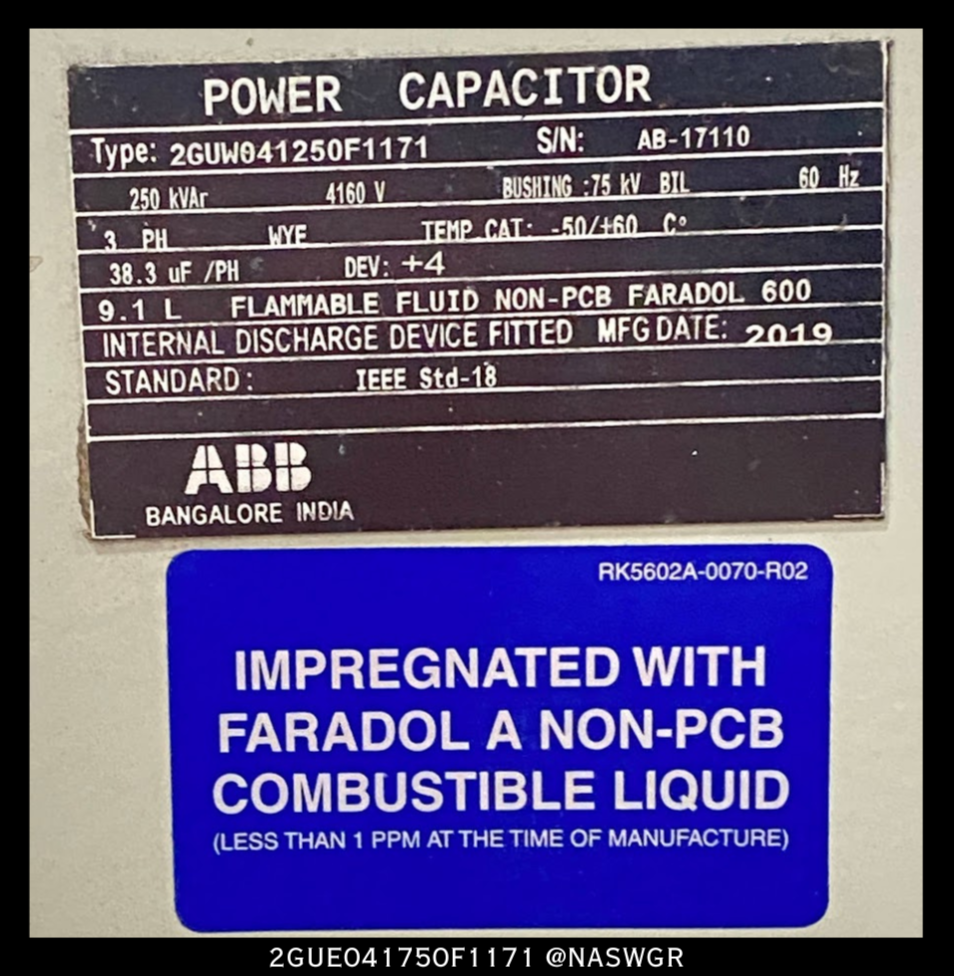 POWER CAPACITOR
Type: 2GUW041250F1171 S/N: AB-17110
250 kVAr 4160 V BUSHING :75 kV BIL 60 Hz
3 PH WYE TEMP CAT: -50/+60 C°
38.3 uF /PH DEV: +4
9.1 L FLAMMABLE FLUID NON-PCB FARADOL 600
INTERNAL DISCHARGE DEVICE FITTED MFG DATE: 2019
STANDARD: IEEE Std-18
ABB
BANGALORE INDIA
RK5602A-0070-R02
IMPREGNATED WITH
FARADOL A NON-PCB
COMBUSTIBLE LIQUID
(LESS THAN 1 PPM AT THE TIME OF MANUFACTURE)
2GUE041750F1171 @NASWGR